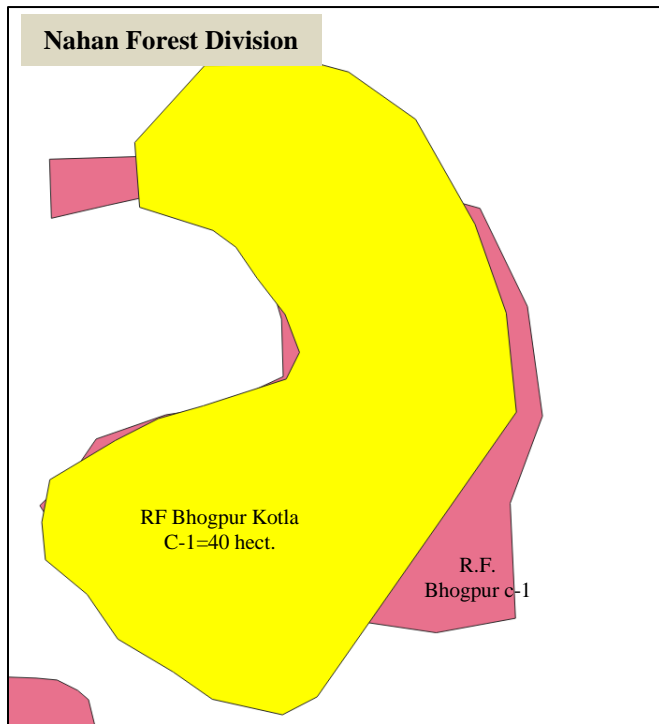 Nahan Forest Division
RF Bhogpur Kotla
C-1=40 hect.
R.F.
Bhogpur c-1